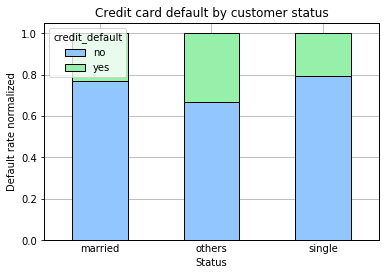 Credit card default by customer status
credit_default
no
yes
Default rate normalized
1.0
0.8
0.6
0.4
0.2
0.0
married
others
single
Status